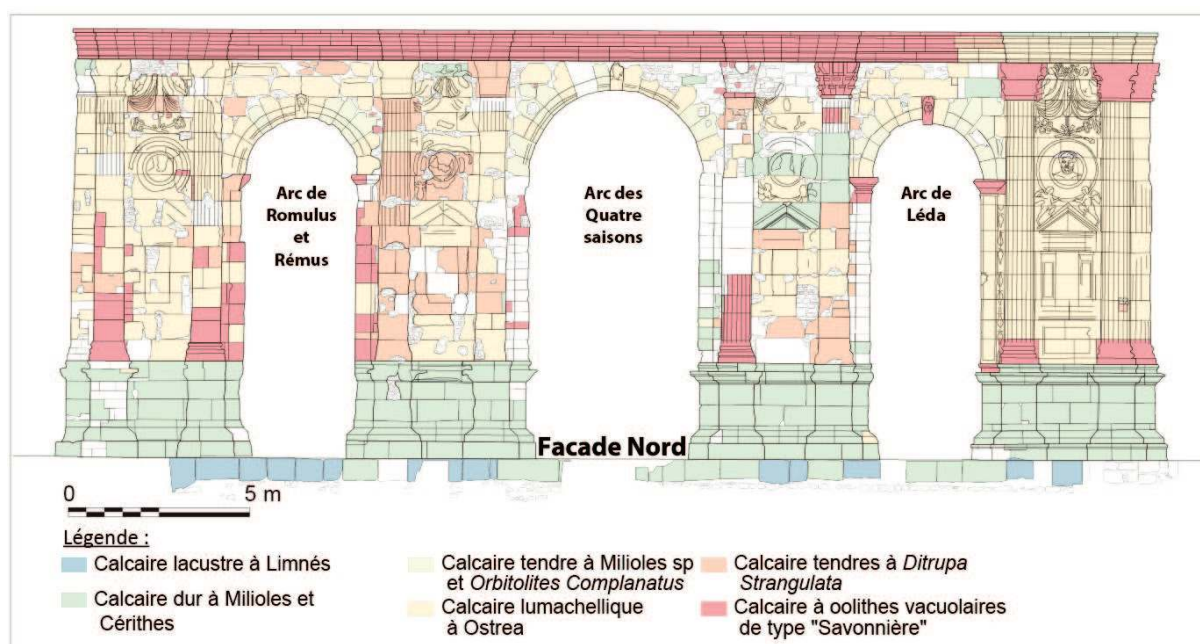 Arc de
Romulus
et
Rémus
Arc des
Quatre
saisons
Arc de
Léda
Facade Nord
0 5 m
Légende :
Calcaire lacustre à Limnés
Calcaire dur à Milioles et
Cérithes
Calcaire tendre à Milioles sp
et Orbitolites Complanatus
Calcaire lumachellique
à Ostrea
Calcaire tendres à Ditrupa
Strangulata
Calcaire à oolithes vacuolaires
de type "Savonnière"